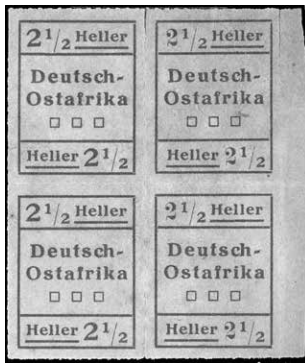 2 1/2 Heller
Deutsch-
Ostafrika
Heller 2 1/2
2 1/2 Heller
Deutsch-
Ostafrika
Heller 2 1/2
2 1/2 Heller
Deutsch-
Ostafrika
Heller 2 1/2
2 1/2 Heller
Deutsch-
Ostafrika
Heller 2 1/2